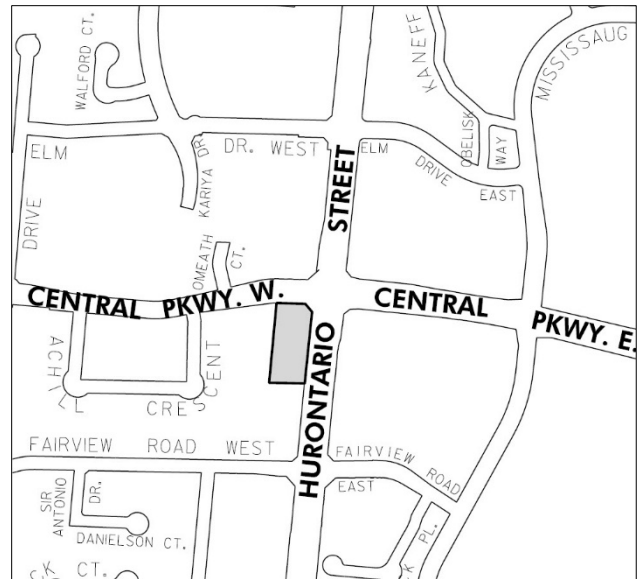 WALFORD CT.
KANEFF
MISSISSAUG
ELM
KARIYA DR.
DR. WEST
ELM
DRIVE
EAST
OBELISK
WAY
DRIVE
STREET
OMEATH
CT.
CENTRAL PKWY. W.
CENTRAL
PKWY. E.
HURONTARIO
ACHILL
CRESCENT
FAIRVIEW ROAD WEST
FAIRVIEW
ROAD
EAST
SIR
ANTONIO
DR.
DANIELSON CT.
PL.
CT.